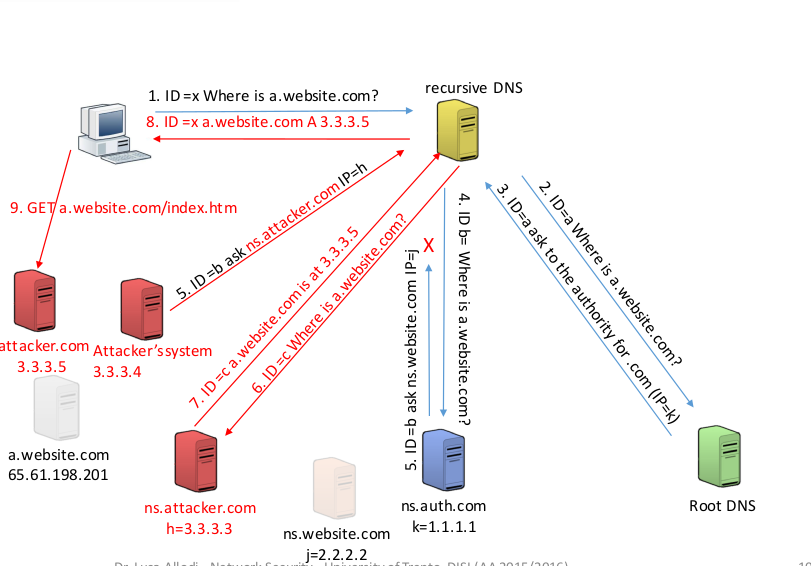 recursive DNS
1. ID =x Where is a.website.com?
8. ID =x a.website.com A 3.3.3.5
9. GET a.website.com/index.htm
5. ID =b ask ns.attacker.com IP=h
7. ID =c a.website.com is at 3.3.3.5
6. ID =c Where is a.website.com?
X
5. ID =b ask ns.website.com IP=j
4. ID b= Where is a.website.com?
3. ID=a ask to the authority for .com (IP=k)
2. ID=a Where is a.website.com?
attacker.com
3.3.3.5
Attacker's system
3.3.3.4
a.website.com
65.61.198.201
ns.attacker.com
h=3.3.3.3
ns.website.com
j=2.2.2.2
ns.auth.com
k=1.1.1.1
Root DNS
Network Security - University of Trento, DISI (AA 2015/2016)